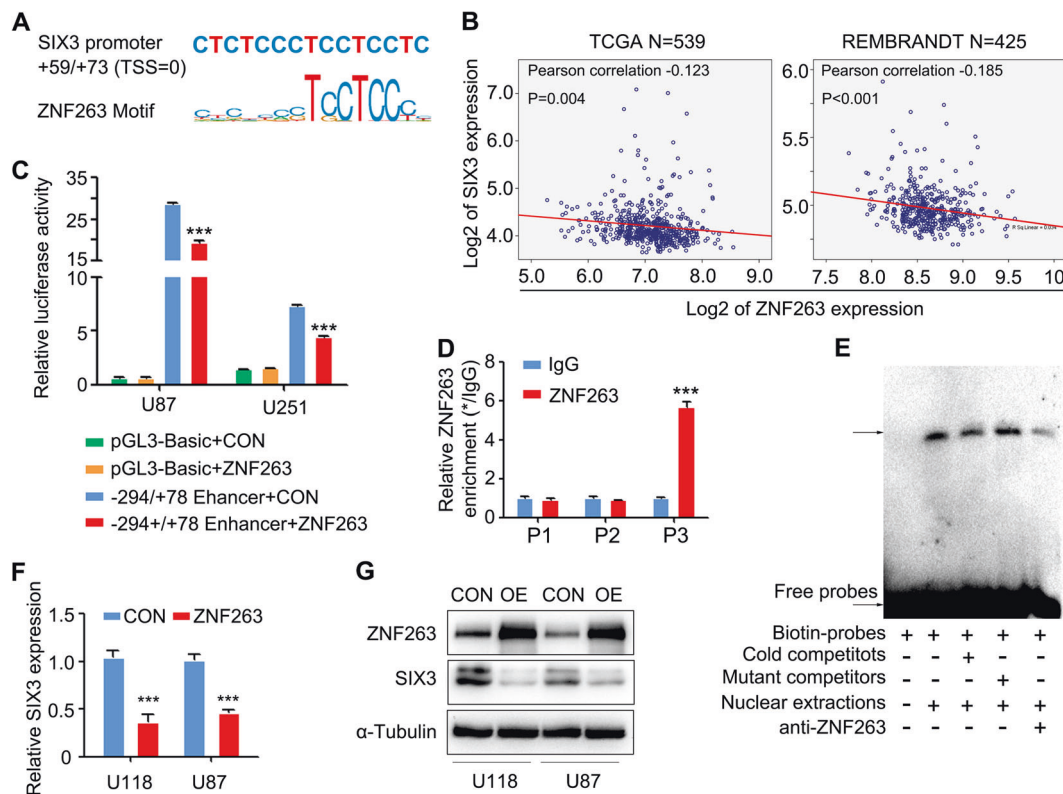 A
SIX3 promoter
+59/+73 (TSS=0)
CTCTCCCTCCTCCTC
ZNF263 Motif
TCCTCCC
B
TCGA N=539
REMBRANDT N=425
Log2 of SIX3 expression
Pearson correlation -0.123
P=0.004
7.0
6.0
5.0
4.0
5.0 6.0 7.0 8.0 9.0
Pearson correlation -0.185
P<0.001
6.0
5.5
5.0
R Sq Linear = 0.034
7.5 8.0 8.5 9.0 9.5 10
Log2 of ZNF263 expression
C
Relative luciferase activity
35
25
15
10
5
0
***
***
U87 U251
pGL3-Basic+CON
pGL3-Basic+ZNF263
-294/+78 Ehancer+CON
-294+/+78 Enhancer+ZNF263
D
Relative ZNF263
enrichment (*/IgG)
IgG
ZNF263
8
6
4
2
0
***
P1 P2 P3
E
Free probes
Biotin-probes + + + + +
Cold competitots - - + - -
Mutant competitors - - - + -
Nuclear extractions - + + + +
anti-ZNF263 - - - - +
F
Relative SIX3 expression
CON ZNF263
1.5
1.0
0.5
0
***
***
U118 U87
G
CON OE CON OE
ZNF263
SIX3
α-Tubulin
U118 U87